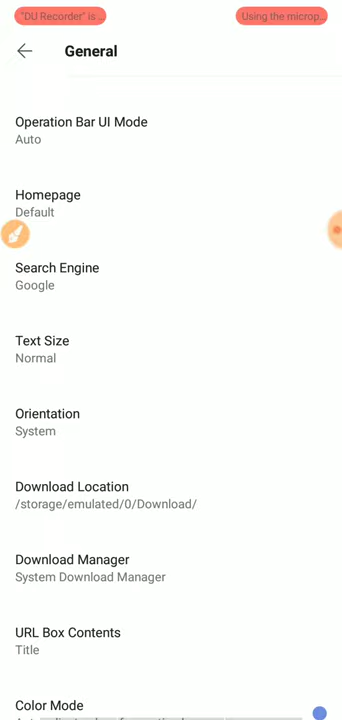 "DU Recorder" is ...
Using the microp...
General
Operation Bar UI Mode
Auto
Homepage
Default
Search Engine
Google
Text Size
Normal
Orientation
System
Download Location
/storage/emulated/0/Download/
Download Manager
System Download Manager
URL Box Contents
Title
Color Mode